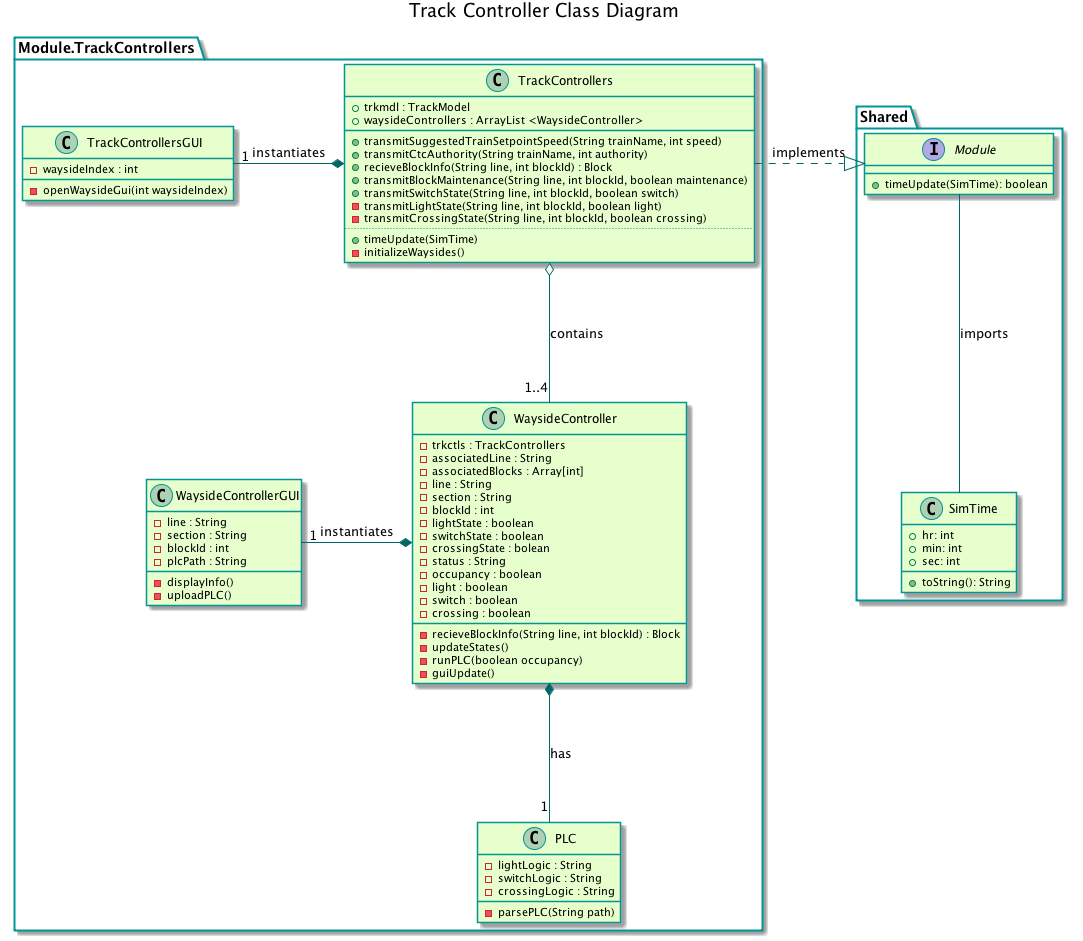 Track Controller Class Diagram
Module.TrackControllers
C TrackControllers
trkmdl : TrackModel
waysideControllers : ArrayList <WaysideController>
transmitSuggestedTrainSetpointSpeed(String trainName, int speed)
transmitCtcAuthority(String trainName, int authority)
recieveBlockInfo(String line, int blockId) : Block
transmitBlockMaintenance(String line, int blockId, boolean maintenance)
transmitSwitchState(String line, int blockId, boolean switch)
transmitLightState(String line, int blockId, boolean light)
transmitCrossingState(String line, int blockId, boolean crossing)
timeUpdate(SimTime)
initializeWaysides()
C TrackControllersGUI
waysideIndex : int
openWaysideGui(int waysideIndex)
1 instantiates
implements
Shared
I Module
timeUpdate(SimTime): boolean
contains
1..4
imports
C WaysideController
trkctls : TrackControllers
associatedLine : String
associatedBlocks : Array[int]
line : String
section : String
blockId : int
lightState : boolean
switchState : boolean
crossingState : bolean
status : String
occupancy : boolean
light : boolean
switch : boolean
crossing : boolean
recieveBlockInfo(String line, int blockId) : Block
updateStates()
runPLC(boolean occupancy)
guiUpdate()
C WaysideControllerGUI
line : String
section : String
blockId : int
plcPath : String
displayInfo()
uploadPLC()
1 instantiates
C SimTime
hr: int
min: int
sec: int
toString(): String
has
1
C PLC
lightLogic : String
switchLogic : String
crossingLogic : String
parsePLC(String path)